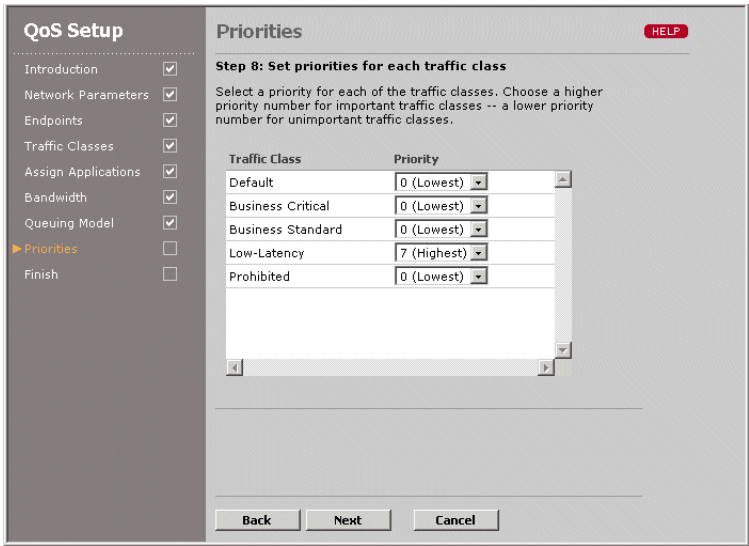 QoS Setup
Introduction
Network Parameters
Endpoints
Traffic Classes
Assign Applications
Bandwidth
Queuing Model
Priorities
Finish
Priorities
HELP
Step 8: Set priorities for each traffic class
Select a priority for each of the traffic classes. Choose a higher
priority number for important traffic classes -- a lower priority
number for unimportant traffic classes.
Traffic Class Priority
Default 0 (Lowest)
Business Critical 0 (Lowest)
Business Standard 0 (Lowest)
Low-Latency 7 (Highest)
Prohibited 0 (Lowest)
Back Next Cancel